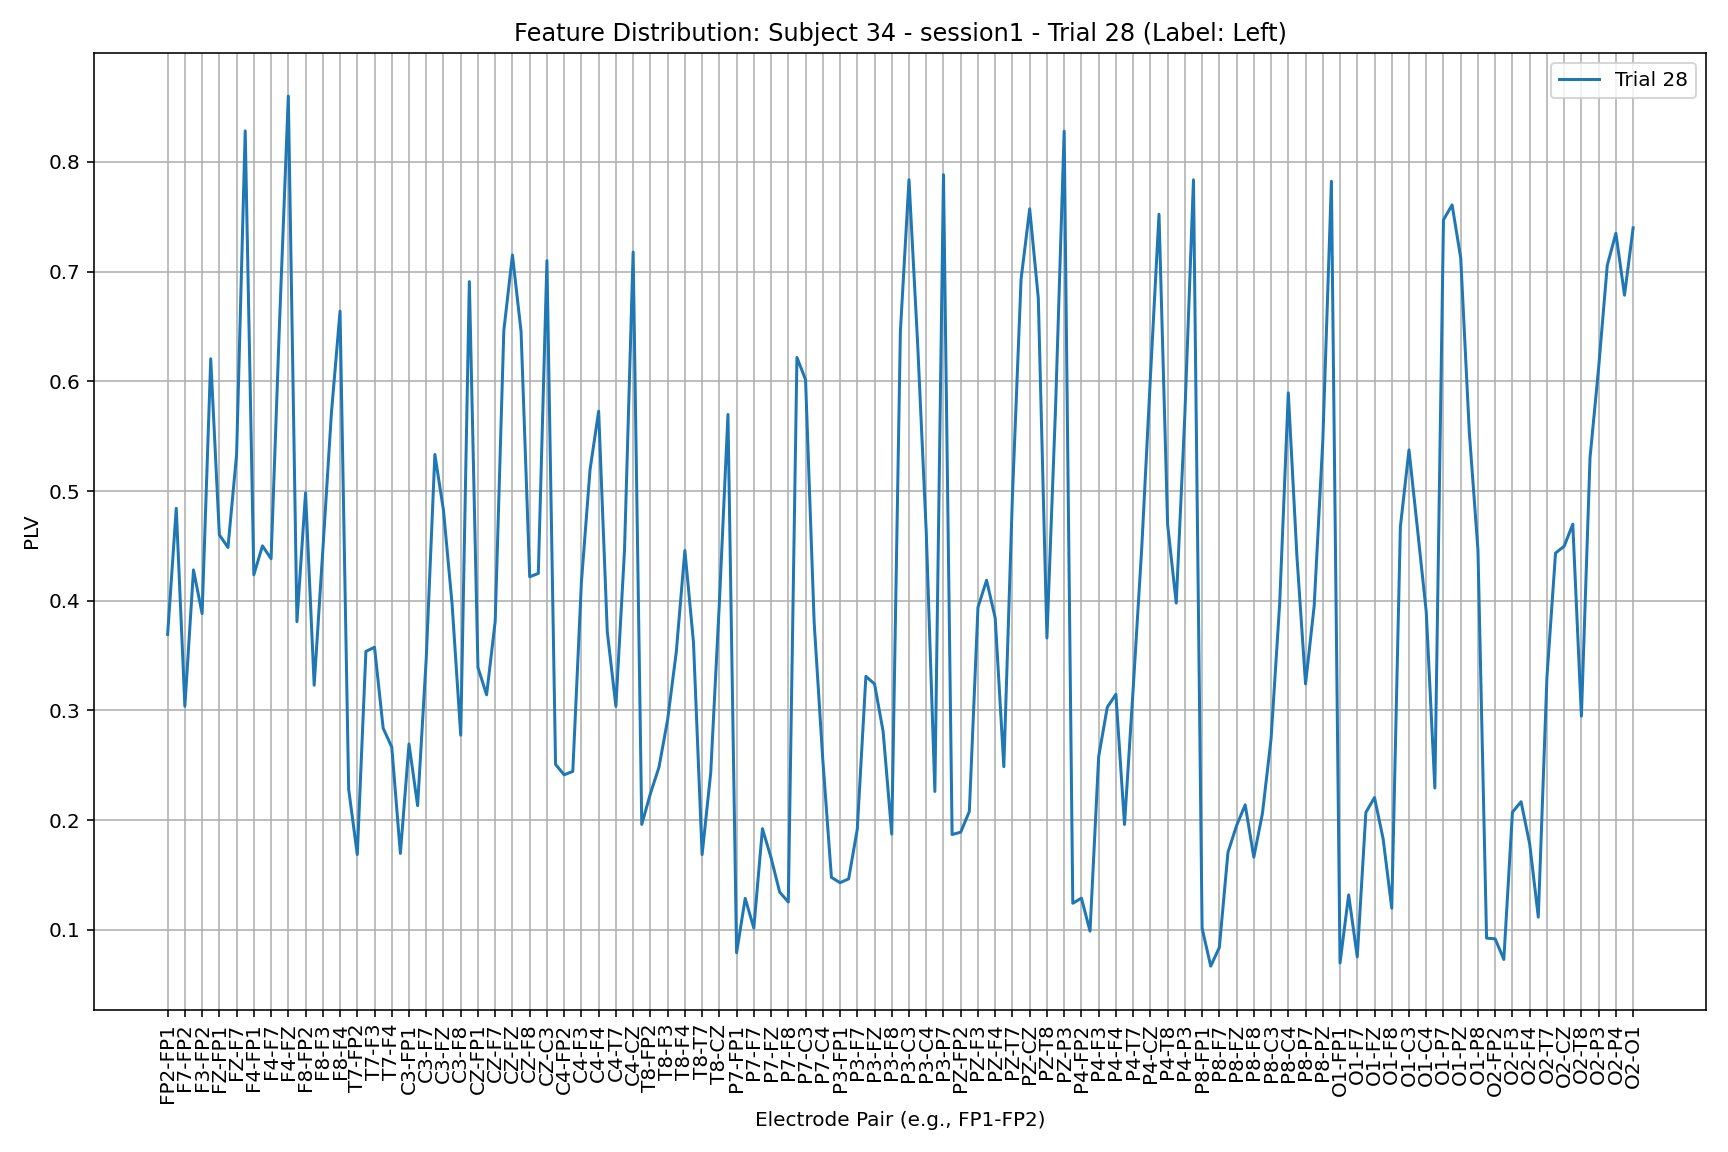 Feature Distribution: Subject 34 - session1 - Trial 28 (Label: Left)
Trial 28
PLV
0.8
0.7
0.6
0.5
0.4
0.3
0.2
0.1
FP2-FP1
F7-FP2
F3-FP2
FZ-FP1
FZ-F7
F4-FP1
F4-F7
F4-FZ
F8-FP2
F8-F3
F8-F4
T7-FP2
T7-F3
T7-F4
C3-FP1
C3-F7
C3-FZ
C3-F8
CZ-FP1
CZ-F7
CZ-FZ
CZ-F8
CZ-C3
C4-FP2
C4-F3
C4-F4
C4-T7
C4-CZ
T8-FP2
T8-F3
T8-F4
T8-T7
T8-CZ
P7-FP1
P7-F7
P7-FZ
P7-F8
P7-C3
P7-C4
P3-FP1
P3-F7
P3-FZ
P3-F8
P3-C3
P3-C4
P3-P7
PZ-FP2
PZ-F3
PZ-F4
PZ-T7
PZ-CZ
PZ-T8
PZ-P3
P4-FP2
P4-F3
P4-F4
P4-T7
P4-CZ
P4-T8
P4-P3
P8-FP1
P8-F7
P8-FZ
P8-F8
P8-C3
P8-C4
P8-P7
P8-PZ
O1-FP1
O1-F7
O1-FZ
O1-F8
O1-C3
O1-C4
O1-P7
O1-PZ
O1-P8
O2-FP2
O2-F3
O2-F4
O2-T7
O2-CZ
O2-T8
O2-P3
O2-P4
O2-O1
Electrode Pair (e.g., FP1-FP2)